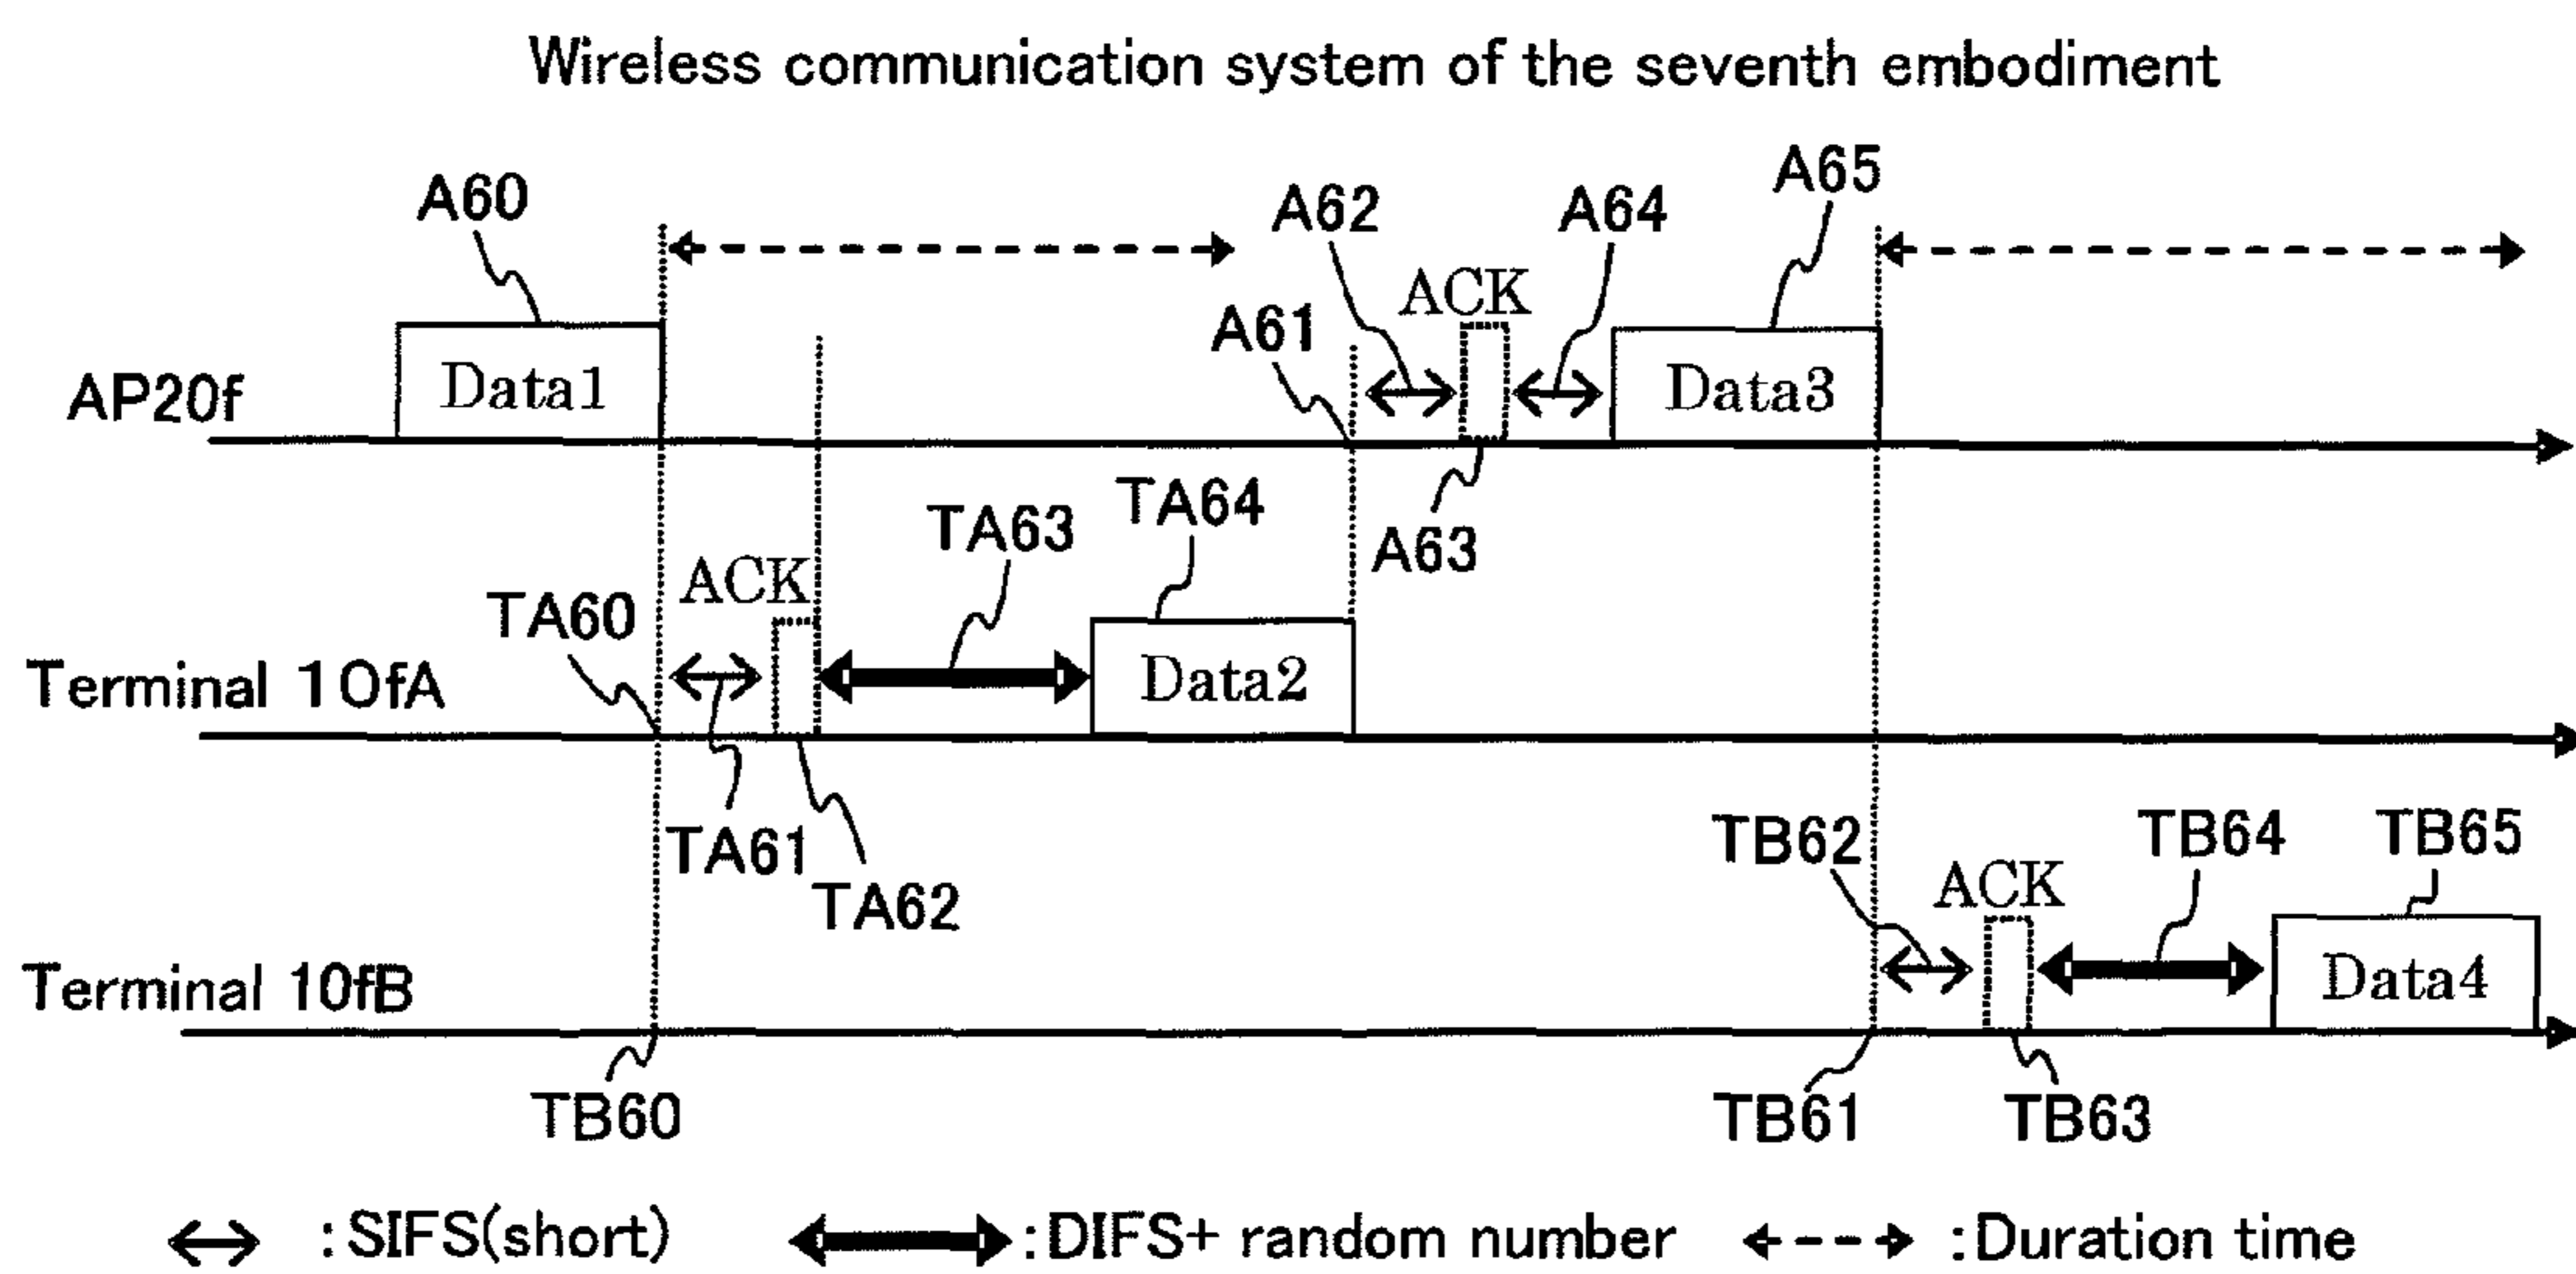 Wireless communication system of the seventh embodiment
A60
A62
A64
A65
A61
ACK
AP20f
Data1
Data3
A63
TA63
TA64
TA60
ACK
Terminal 10fA
Data2
TA61
TA62
TB62
TB64
TB65
ACK
Terminal 10fB
Data4
TB60
TB61
TB63
:SIFS(short)
:DIFS+ random number
:Duration time